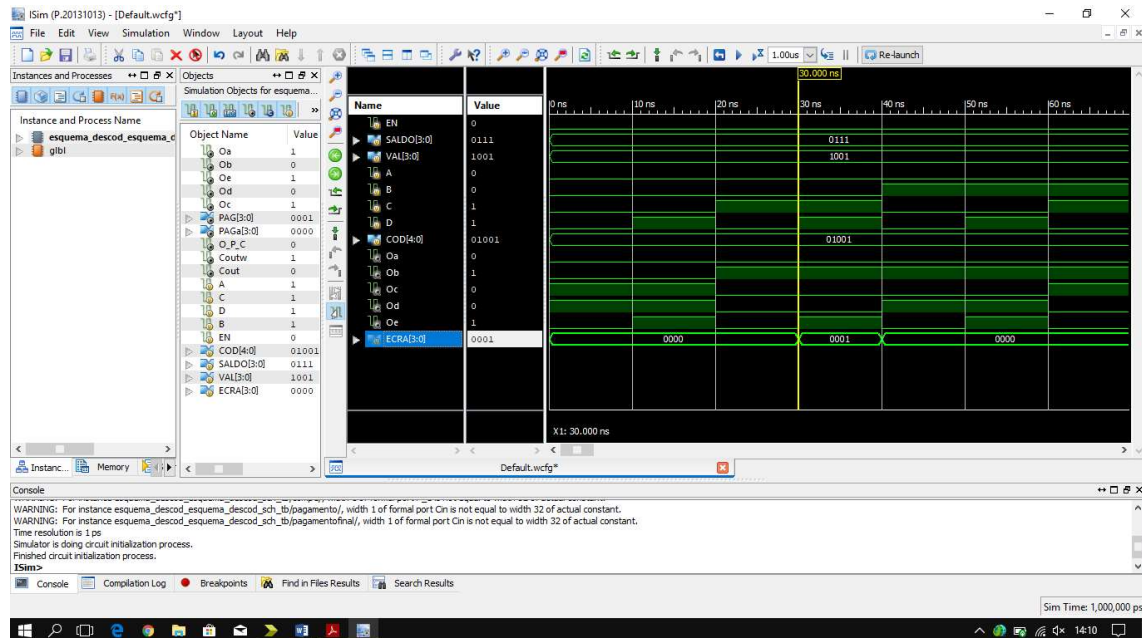 ISim (P.20131013) - [Default.wcfg*]
File Edit View Simulation Window Layout Help
1.00us Re-launch
Instances and Processes
Instance and Process Name
esquema_descod_esquema_d
glbl
Instanc... Memory
Objects
Simulation Objects for esquema...
Object Name Value
Oa 1
Ob 0
Oe 1
Od 0
Oc 1
PAG[3:0] 0001
PAGa[3:0] 0000
O_P_C 0
Coutw 1
Cout 0
A 1
C 1
D 1
B 1
EN 0
COD[4:0] 01001
SALDO[3:0] 0111
VAL[3:0] 1001
ECRA[3:0] 0000
30.000 ns
Name Value 0 ns 10 ns 20 ns 30 ns 40 ns 50 ns 60 ns
EN 0
SALDO[3:0] 0111 0111
VAL[3:0] 1001 1001
A 0
B 0
C 1
D 1
COD[4:0] 01001 01001
Oa 0
Ob 1
Oc 0
Od 0
Oe 1
ECRA[3:0] 0001 0000 0001 0000
X1: 30.000 ns
Default.wcfg*
Console
WARNING: For instance esquema_descod_esquema_descod_sch_tb/pagamento/, width 1 of formal port Cin is not equal to width 32 of actual constant.
WARNING: For instance esquema_descod_esquema_descod_sch_tb/pagamentofinal/, width 1 of formal port Cin is not equal to width 32 of actual constant.
Time resolution is 1 ps
Simulator is doing circuit initialization process.
Finished circuit initialization process.
ISim>
Console Compilation Log Breakpoints Find in Files Results Search Results
Sim Time: 1,000,000 ps
14:10